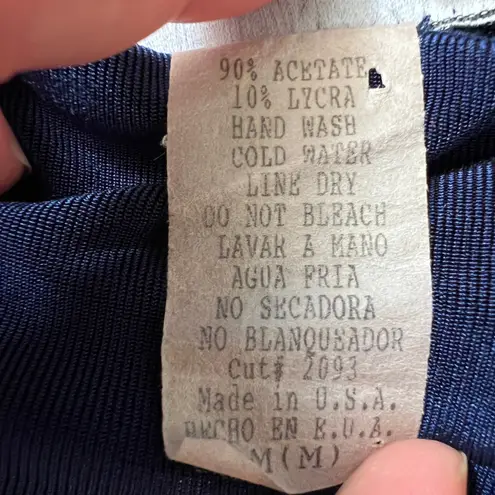 90% ACETATE
10% LYCRA
HAND WASH
COLD WATER
LINE DRY
DO NOT BLEACH
LAVAR A MANO
AGUA FRIA
NO SECADORA
NO BLANQUEADOR
Cut# 2093
Made in U.S.A.
HECHO EN E.U.A.
M(M)